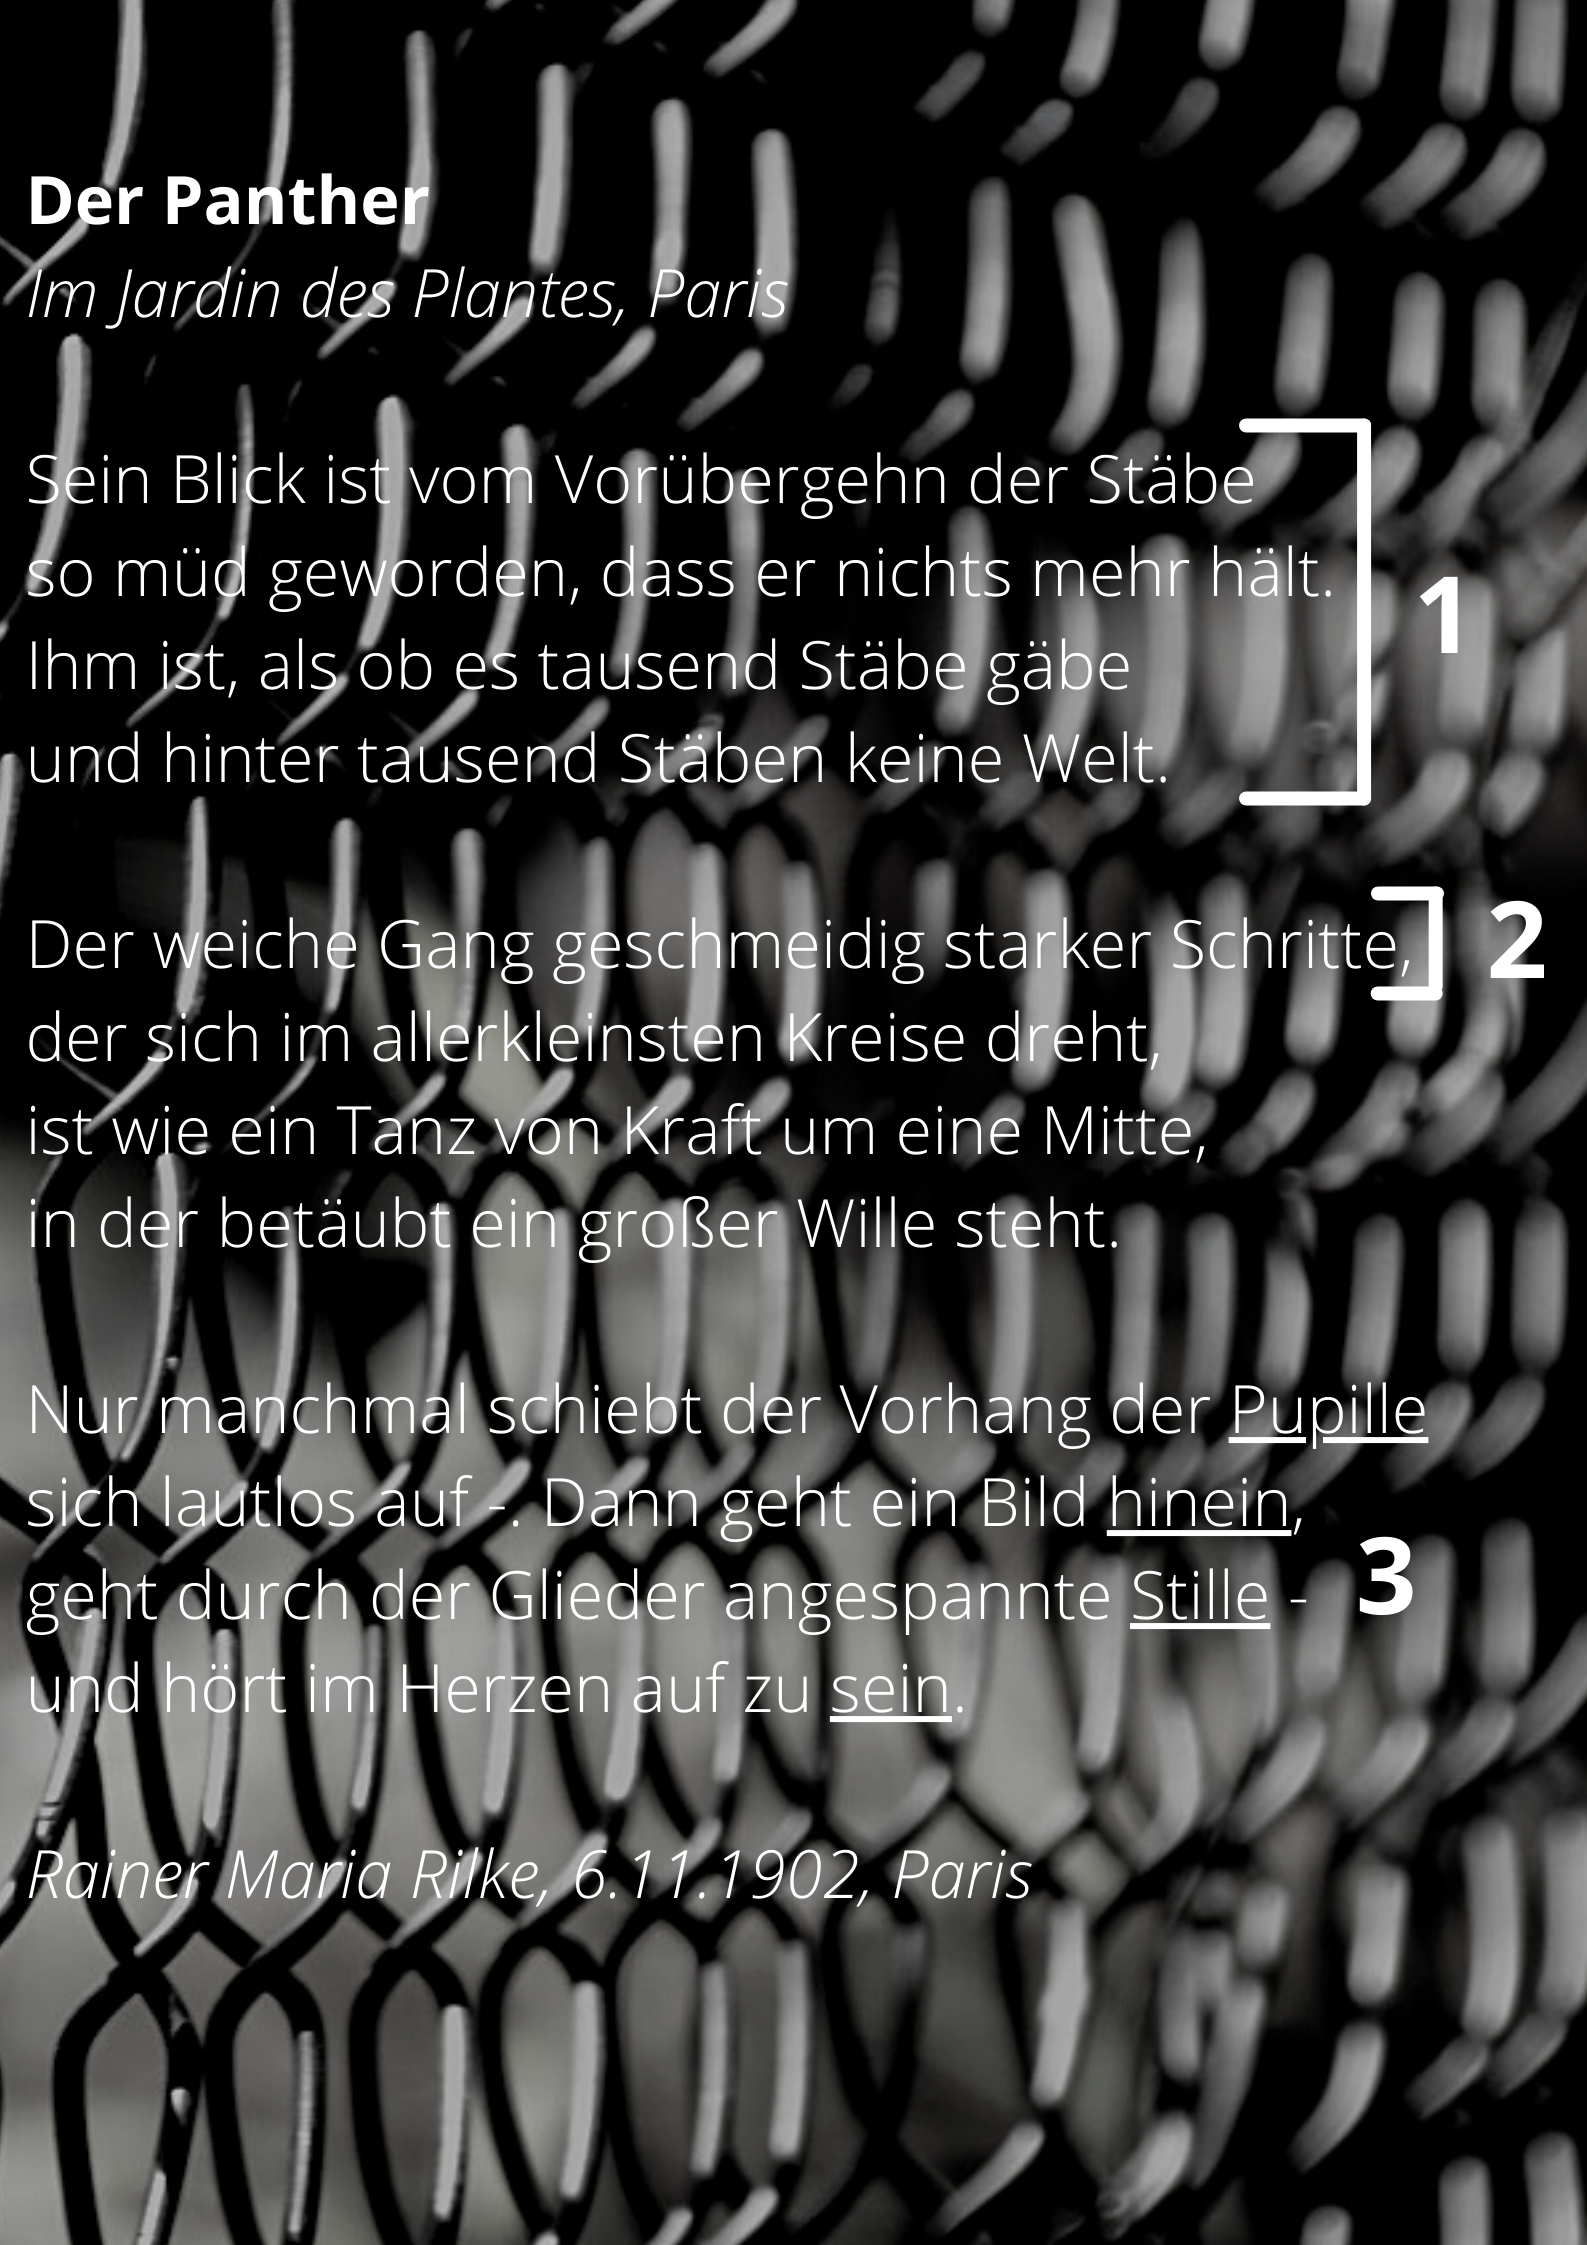 Der Panther
Im Jardin des Plantes, Paris
Sein Blick ist vom Vorübergehn der Stäbe
so müd geworden, dass er nichts mehr hält.
Ihm ist, als ob es tausend Stäbe gäbe
und hinter tausend Stäben keine Welt.
1
Der weiche Gang geschmeidig starker Schritte,
2
der sich im allerkleinsten Kreise dreht,
ist wie ein Tanz von Kraft um eine Mitte,
in der betäubt ein großer Wille steht.
Nur manchmal schiebt der Vorhang der Pupille
sich lautlos auf -. Dann geht ein Bild hinein,
geht durch der Glieder angespannte Stille -
und hört im Herzen auf zu sein.
3
Rainer Maria Rilke, 6.11.1902, Paris